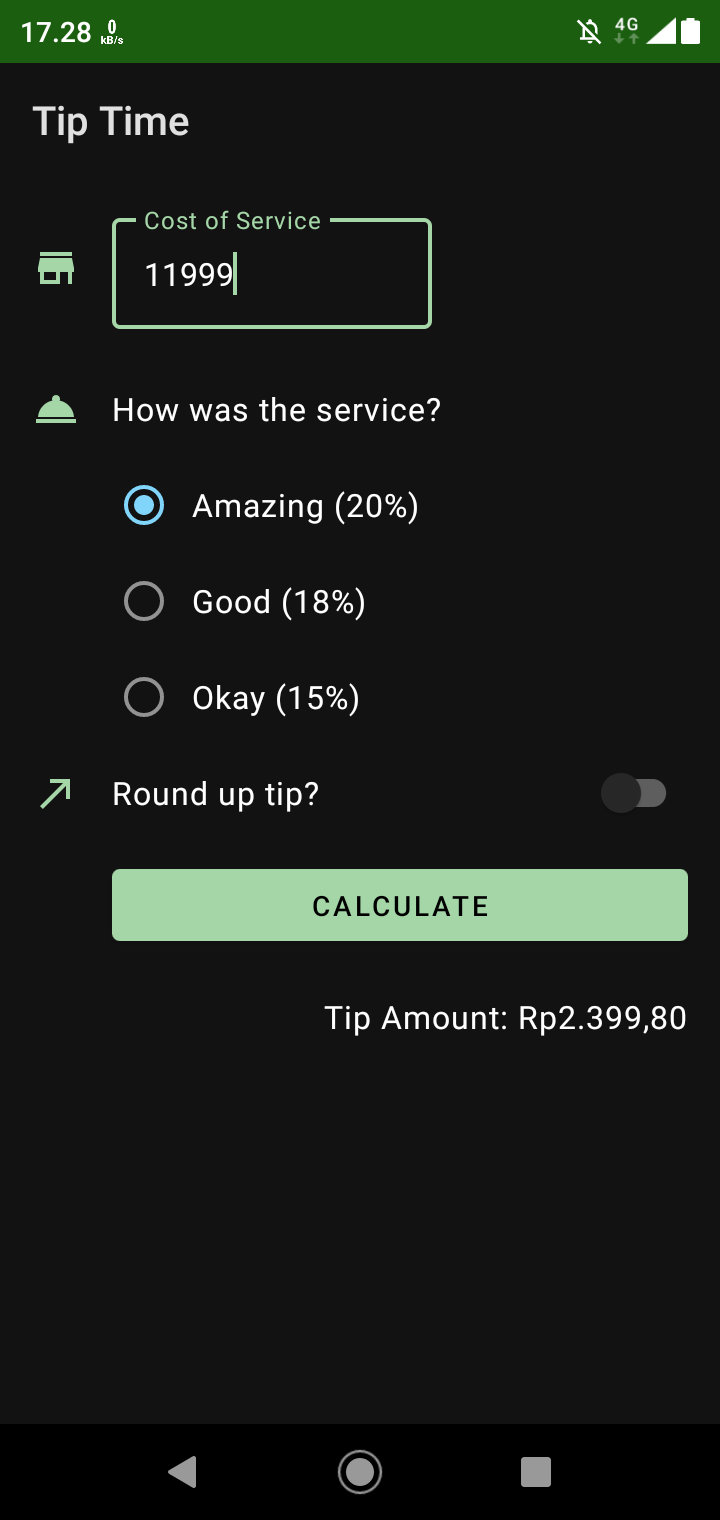 17.28 0 kB/s 4G
Tip Time
Cost of Service
11999
How was the service?
Amazing (20%)
Good (18%)
Okay (15%)
Round up tip?
CALCULATE
Tip Amount: Rp2.399,80